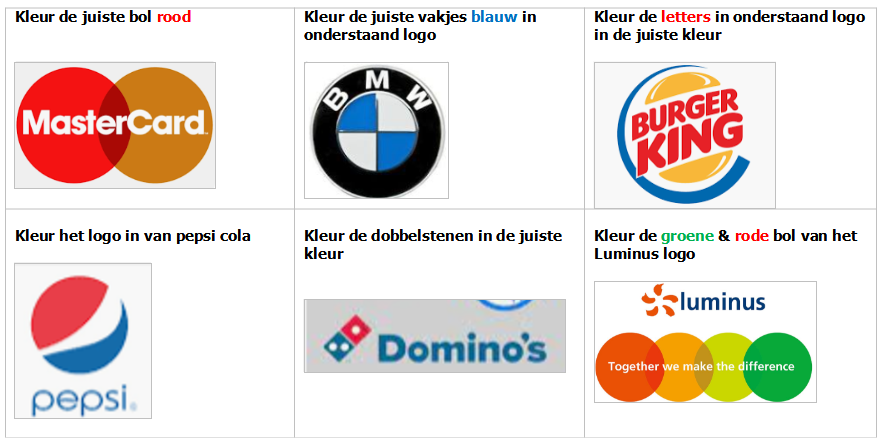 Kleur de juiste bol rood
MasterCard
Kleur de juiste vakjes blauw in
onderstaand logo
BMW
Kleur de letters in onderstaand logo
in de juiste kleur
BURGER
KING
Kleur het logo in van pepsi cola
pepsi®
Kleur de dobbelstenen in de juiste
kleur
Domino's
Kleur de groene & rode bol van het
Luminus logo
luminus
Together we make the difference